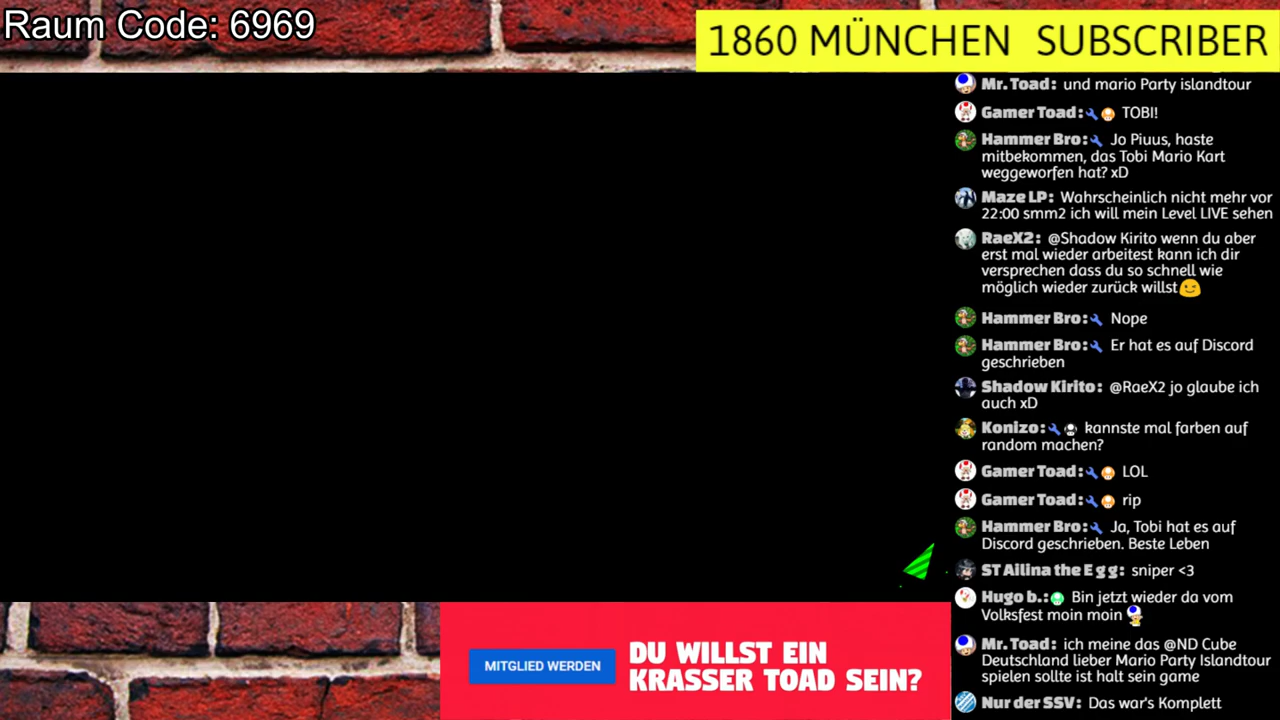 Raum Code: 6969
1860 MÜNCHEN SUBSCRIBER
Mr. Toad: und mario Party islandtour
Gamer Toad: TOBI!
Hammer Bro: Jo Piuus, haste
mitbekommen, das Tobi Mario Kart
weggeworfen hat? xD
Maze LP: Wahrscheinlich nicht mehr vor
22:00 smm2 ich will mein Level LIVE sehen
RaeX2: @Shadow Kirito wenn du aber
erst mal wieder arbeitest kann ich dir
versprechen dass du so schnell wie
möglich wieder zurück willst
Hammer Bro: Nope
Hammer Bro: Er hat es auf Discord
geschrieben
Shadow Kirito: @RaeX2 jo glaube ich
auch xD
Konizo: kannste mal farben auf
random machen?
Gamer Toad: LOL
Gamer Toad: rip
Hammer Bro: Ja, Tobi hat es auf
Discord geschrieben. Beste Leben
ST Ailina the E g g: sniper <3
Hugo b.: Bin jetzt wieder da vom
Volksfest moin moin
Mr. Toad: ich meine das @ND Cube
Deutschland lieber Mario Party Islandtour
spielen sollte ist halt sein game
Nur der SSV: Das war's Komplett
MITGLIED WERDEN
DU WILLST EIN
KRASSER TOAD SEIN?